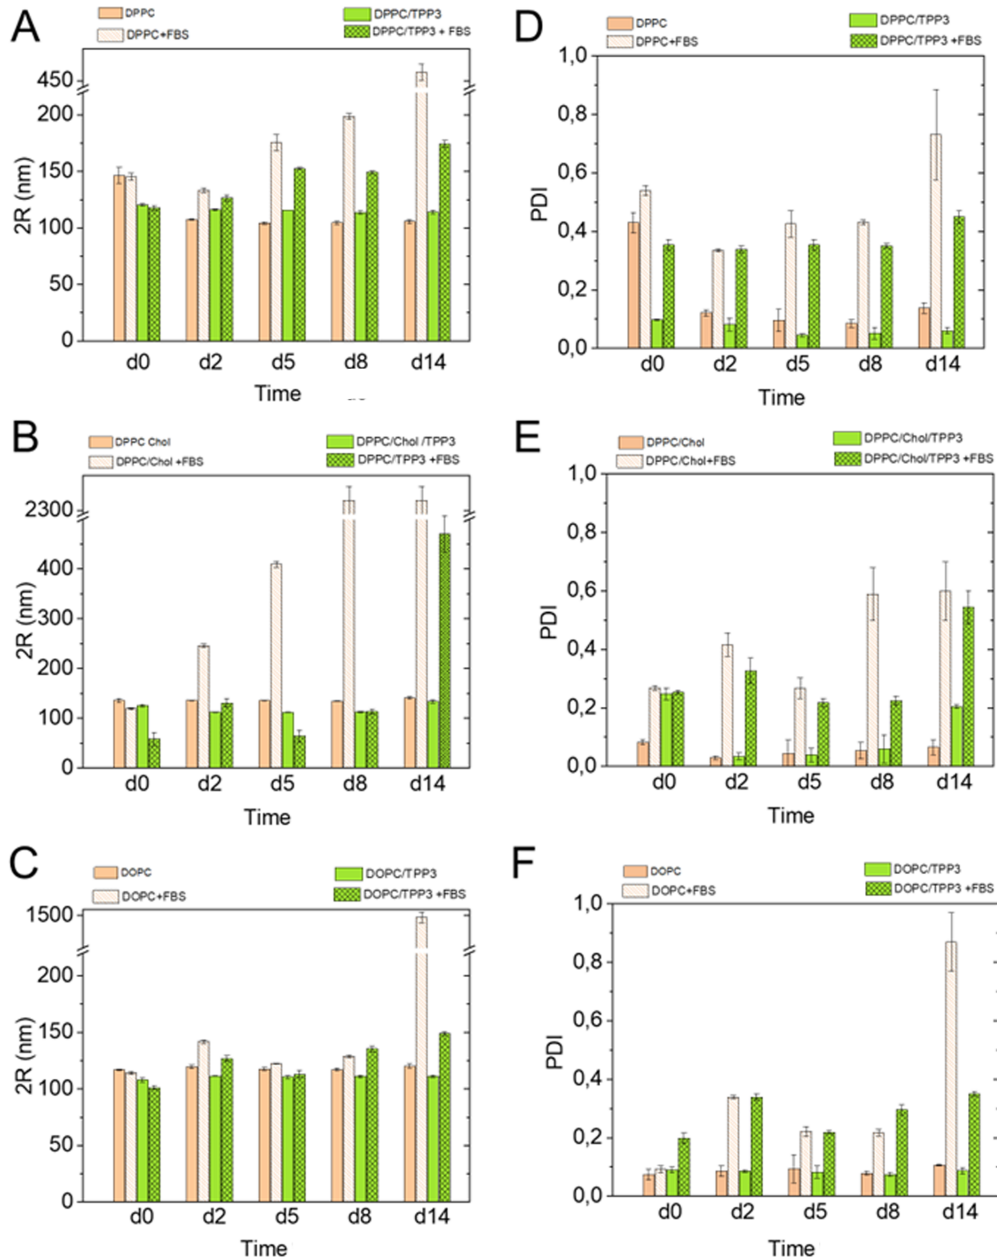 A
DPPC
DPPC+FBS
DPPC/TPP3
DPPC/TPP3 + FBS
450
200
150
100
50
0
2R (nm)
d0 d2 d5 d8 d14
Time
D
DPPC
DPPC+FBS
DPPC/TPP3
DPPC/TPP3 +FBS
1,0
0,8
0,6
0,4
0,2
0,0
PDI
d0 d2 d5 d8 d14
Time
B
DPPC Chol
DPPC/Chol +FBS
DPPC/Chol /TPP3
DPPC/TPP3 +FBS
2300
400
300
200
100
0
2R (nm)
d0 d2 d5 d8 d14
Time
E
DPPC/Chol
DPPC/Chol+FBS
DPPC/Chol/TPP3
DPPC/Chol/TPP3 +FBS
1,0
0,8
0,6
0,4
0,2
0,0
PDI
d0 d2 d5 d8 d14
Time
C
DOPC
DOPC+FBS
DOPC/TPP3
DOPC/TPP3 +FBS
1500
200
150
100
50
0
2R (nm)
d0 d2 d5 d8 d14
Time
F
DOPC
DOPC+FBS
DOPC/TPP3
DOPC/TPP3 +FBS
1,0
0,8
0,6
0,4
0,2
0,0
PDI
d0 d2 d5 d8 d14
Time